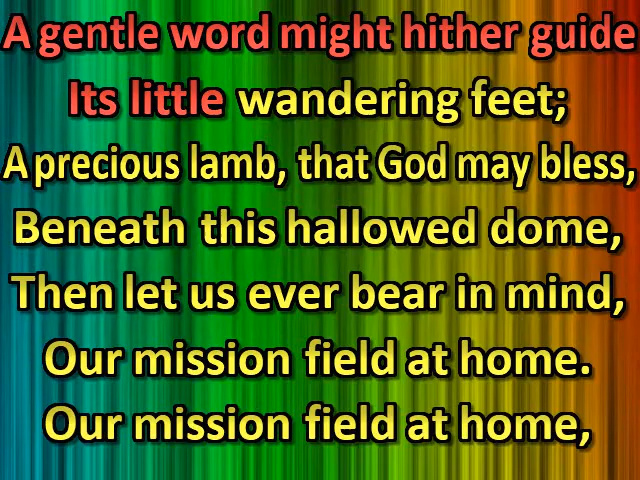 A gentle word might hither guide
Its little wandering feet;
A precious lamb, that God may bless,
Beneath this hallowed dome,
Then let us ever bear in mind,
Our mission field at home.
Our mission field at home,